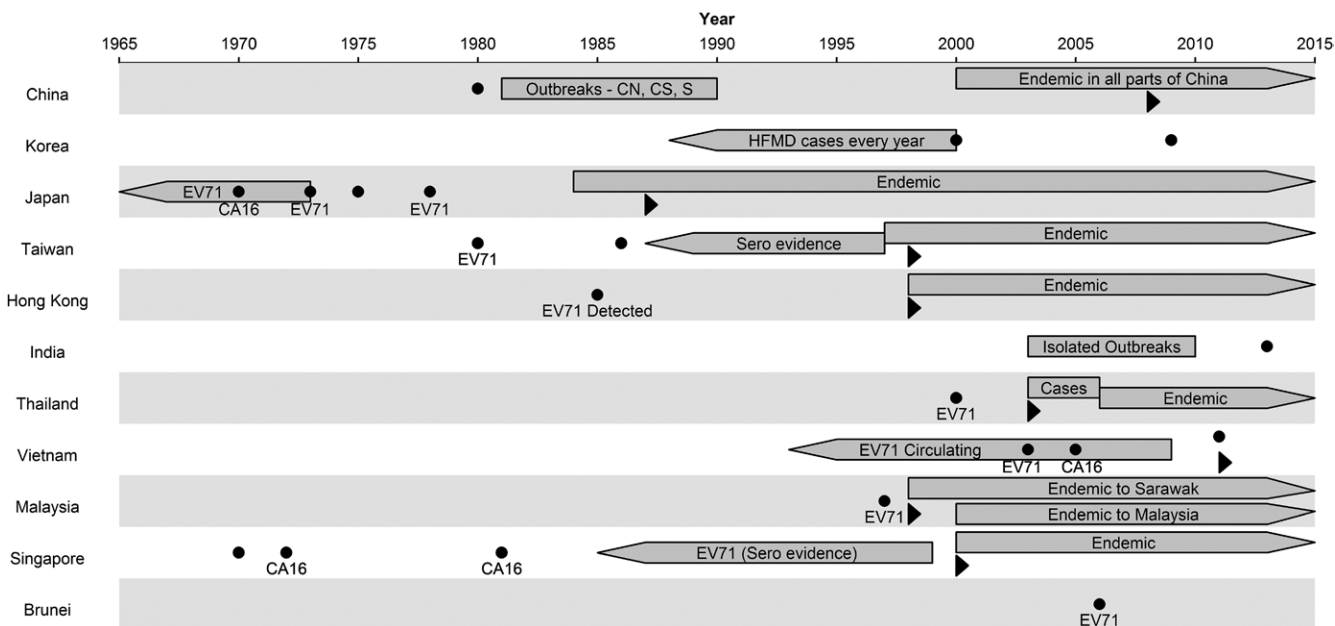 Year
1965 1970 1975 1980 1985 1990 1995 2000 2005 2010 2015
China Outbreaks - CN, CS, S Endemic in all parts of China
Korea HFMD cases every year
Japan EV71 Endemic
CA16 EV71 EV71
Taiwan Sero evidence Endemic
EV71
Hong Kong Endemic
EV71 Detected
India Isolated Outbreaks
Thailand Cases Endemic
EV71
Vietnam EV71 Circulating
EV71 CA16
Malaysia Endemic to Sarawak
EV71 Endemic to Malaysia
Singapore EV71 (Sero evidence) Endemic
CA16 CA16
Brunei
EV71